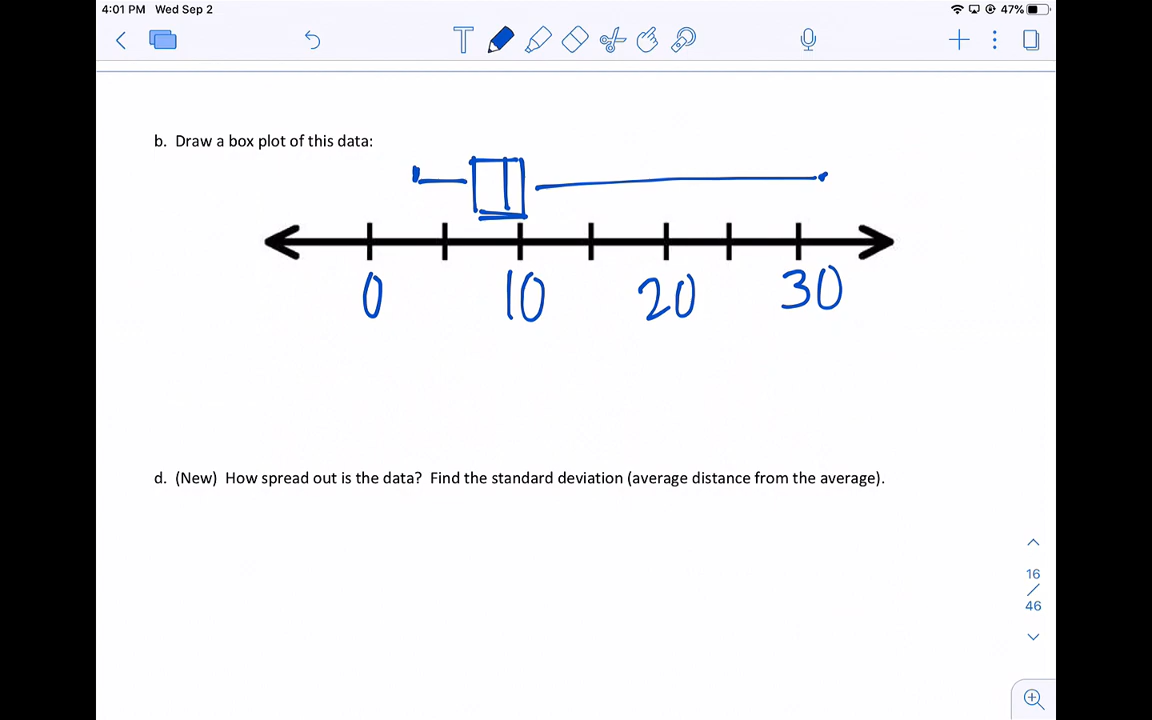 4:01 PM Wed Sep 2
47%
T
b. Draw a box plot of this data:
0 10 20 30
d. (New) How spread out is the data? Find the standard deviation (average distance from the average).
16
/
46